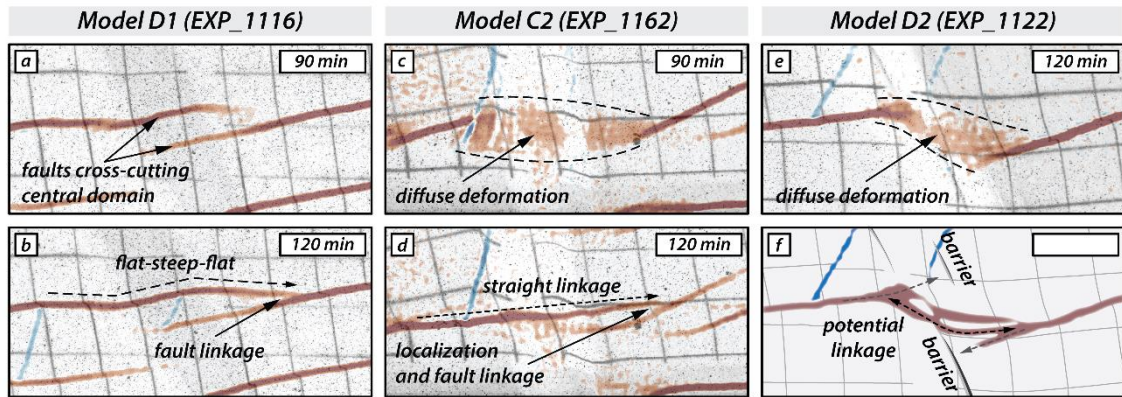 Model D1 (EXP_1116)
Model C2 (EXP_1162)
Model D2 (EXP_1122)
a
90 min
faults cross-cutting
central domain
c
90 min
diffuse deformation
e
120 min
diffuse deformation
b
120 min
flat-steep-flat
fault linkage
d
120 min
straight linkage
localization
and fault linkage
f
barrier
potential
linkage
barrier